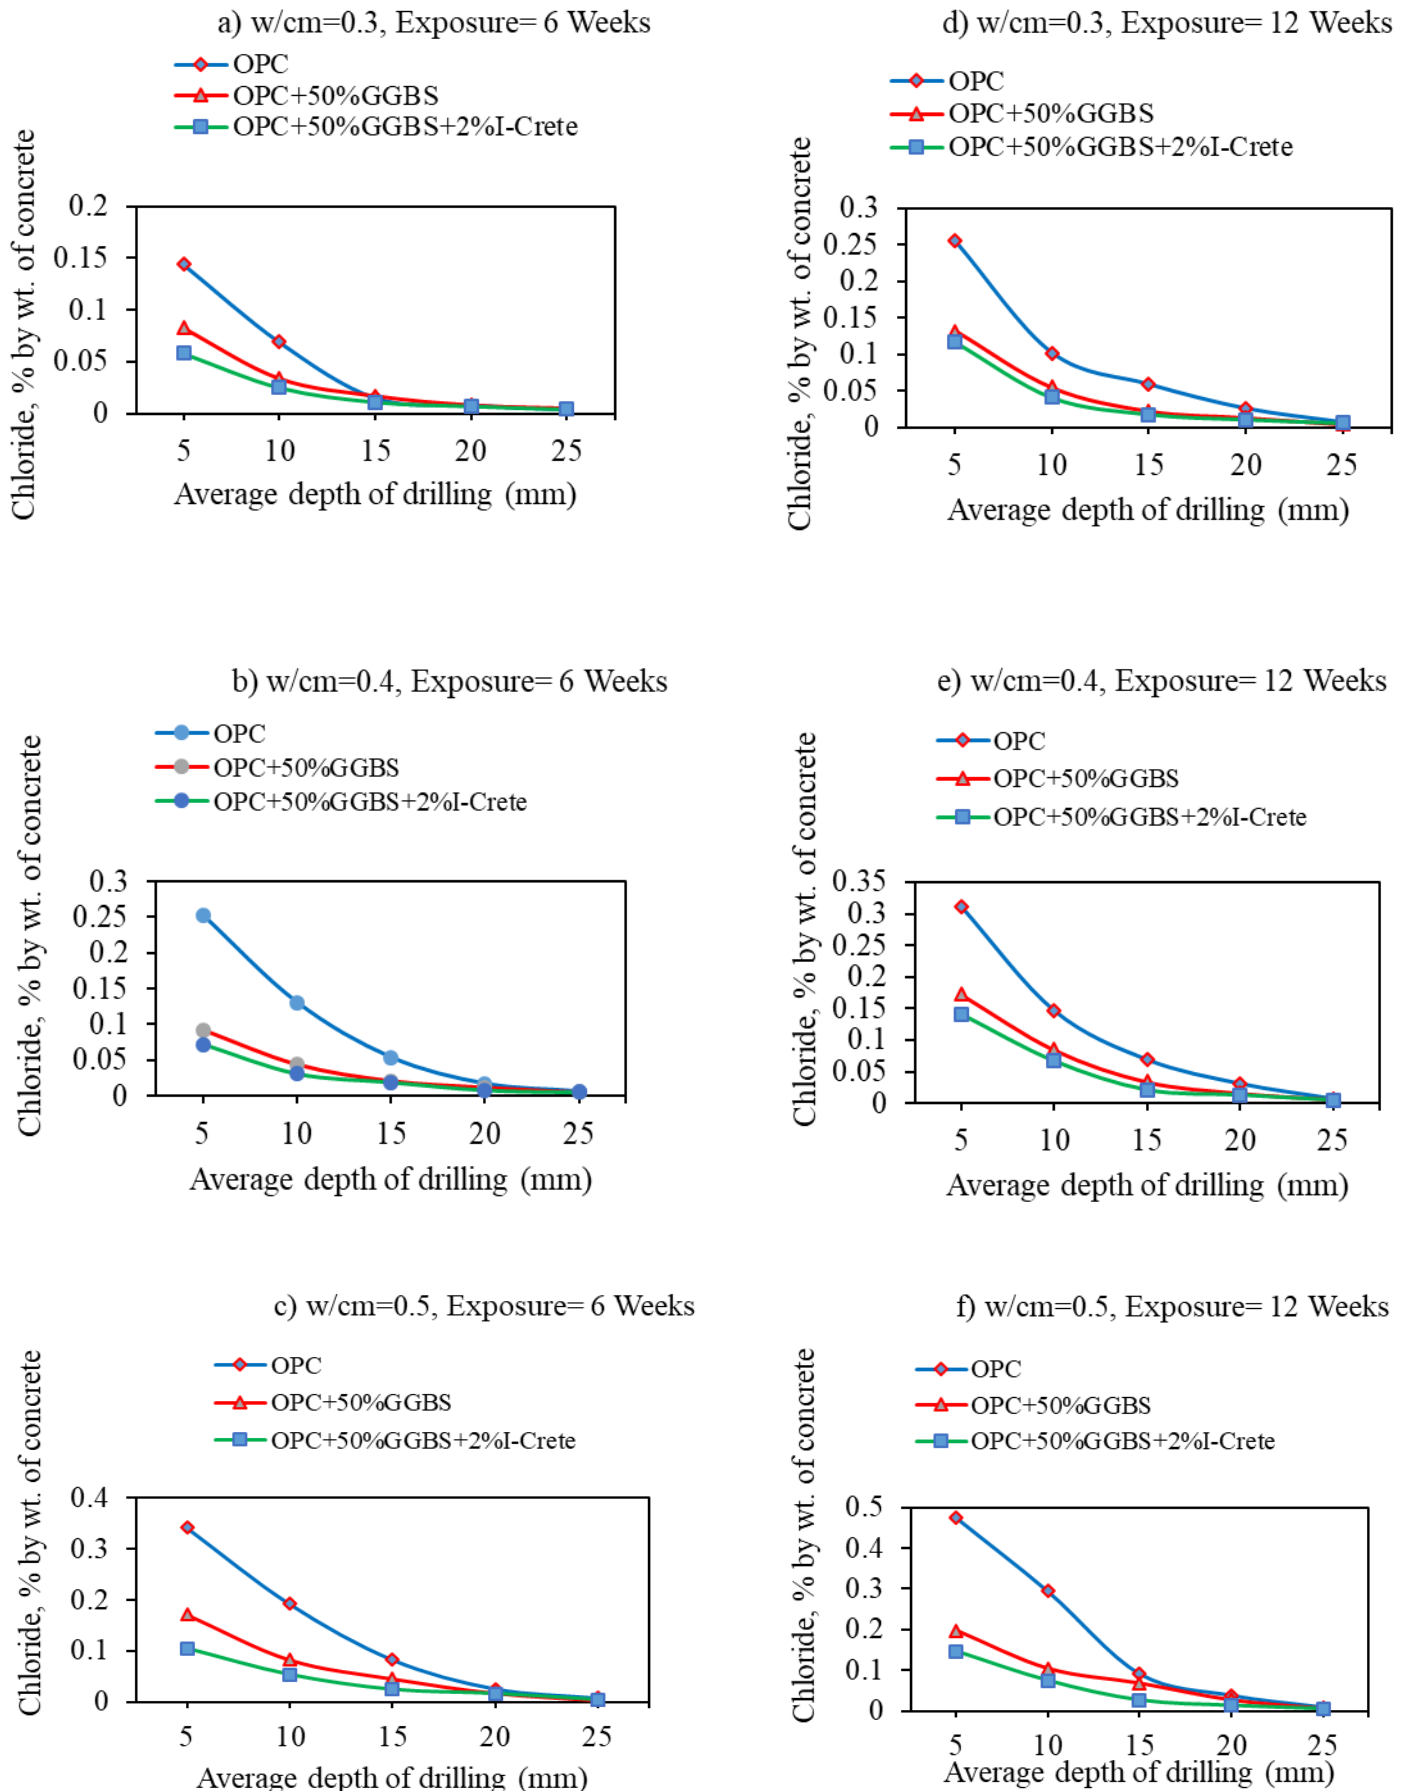 a) w/cm=0.3, Exposure= 6 Weeks
OPC
OPC+50%GGBS
OPC+50%GGBS+2%I-Crete
Chloride, % by wt. of concrete
0.2
0.15
0.1
0.05
0
5 10 15 20 25
Average depth of drilling (mm)
d) w/cm=0.3, Exposure= 12 Weeks
OPC
OPC+50%GGBS
OPC+50%GGBS+2%I-Crete
Chloride, % by wt. of concrete
0.3
0.25
0.2
0.15
0.1
0.05
0
5 10 15 20 25
Average depth of drilling (mm)
b) w/cm=0.4, Exposure= 6 Weeks
OPC
OPC+50%GGBS
OPC+50%GGBS+2%I-Crete
Chloride, % by wt. of concrete
0.3
0.25
0.2
0.15
0.1
0.05
0
5 10 15 20 25
Average depth of drilling (mm)
e) w/cm=0.4, Exposure= 12 Weeks
OPC
OPC+50%GGBS
OPC+50%GGBS+2%I-Crete
Chloride, % by wt. of concrete
0.35
0.3
0.25
0.2
0.15
0.1
0.05
0
5 10 15 20 25
Average depth of drilling (mm)
c) w/cm=0.5, Exposure= 6 Weeks
OPC
OPC+50%GGBS
OPC+50%GGBS+2%I-Crete
Chloride, % by wt. of concrete
0.4
0.3
0.2
0.1
0
5 10 15 20 25
Average depth of drilling (mm)
f) w/cm=0.5, Exposure= 12 Weeks
OPC
OPC+50%GGBS
OPC+50%GGBS+2%I-Crete
Chloride, % by wt. of concrete
0.5
0.4
0.3
0.2
0.1
0
5 10 15 20 25
Average depth of drilling (mm)